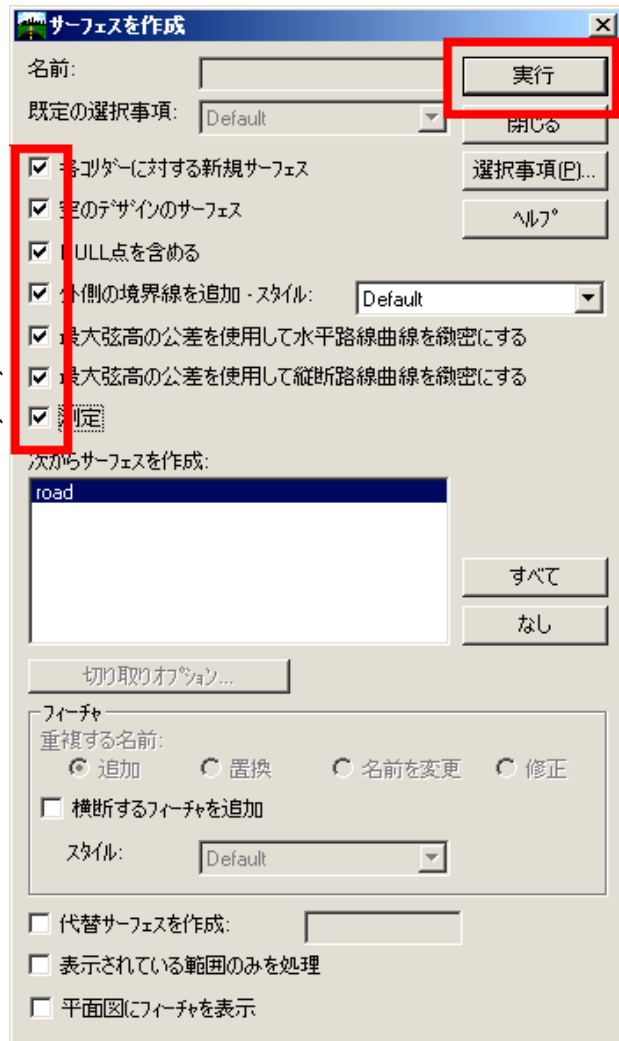 サーフェスを作成
名前:
実行
既定の選択事項: Default
閉じる
各コリダーに対する新規サーフェス
選択事項(P)...
空のデザインのサーフェス
ヘルプ
NULL点を含める
外側の境界線を追加 - スタイル: Default
最大弦高の公差を使用して水平路線曲線を緻密にする
最大弦高の公差を使用して縦断路線曲線を緻密にする
測定
次からサーフェスを作成:
road
すべて
なし
切り取りオプション...
フィーチャ
重複する名前:
追加 置換 名前を変更 修正
横断するフィーチャを追加
スタイル: Default
代替サーフェスを作成:
表示されている範囲のみを処理
平面図にフィーチャを表示